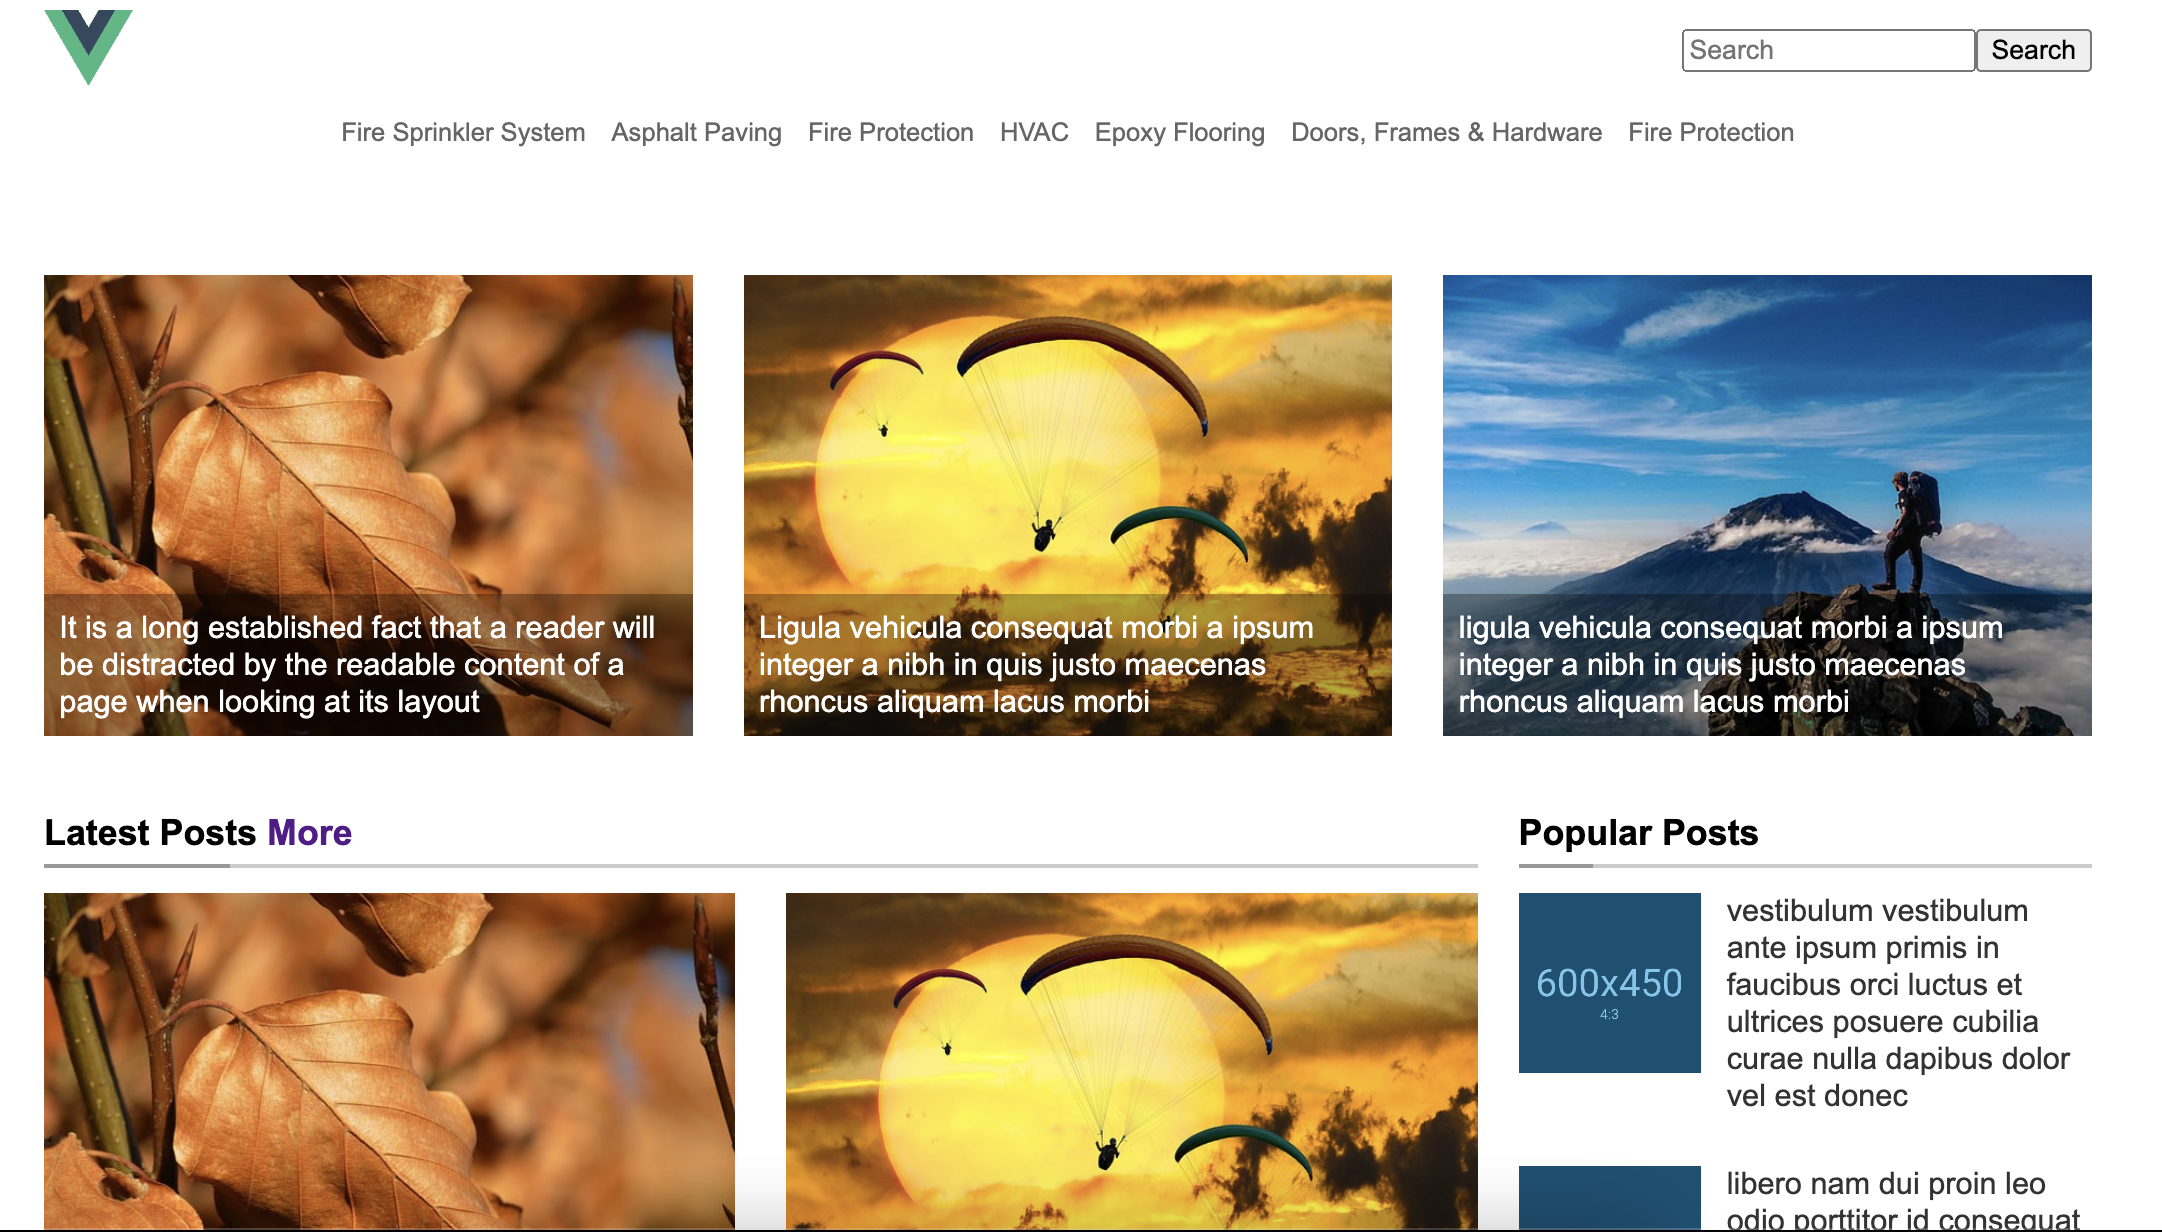 Search Search
Fire Sprinkler System Asphalt Paving Fire Protection HVAC Epoxy Flooring Doors, Frames & Hardware Fire Protection
It is a long established fact that a reader will
be distracted by the readable content of a
page when looking at its layout
Ligula vehicula consequat morbi a ipsum
integer a nibh in quis justo maecenas
rhoncus aliquam lacus morbi
ligula vehicula consequat morbi a ipsum
integer a nibh in quis justo maecenas
rhoncus aliquam lacus morbi
Latest Posts More
Popular Posts
600x450
4:3
vestibulum vestibulum
ante ipsum primis in
faucibus orci luctus et
ultrices posuere cubilia
curae nulla dapibus dolor
vel est donec
libero nam dui proin leo
odio porttitor id consequat